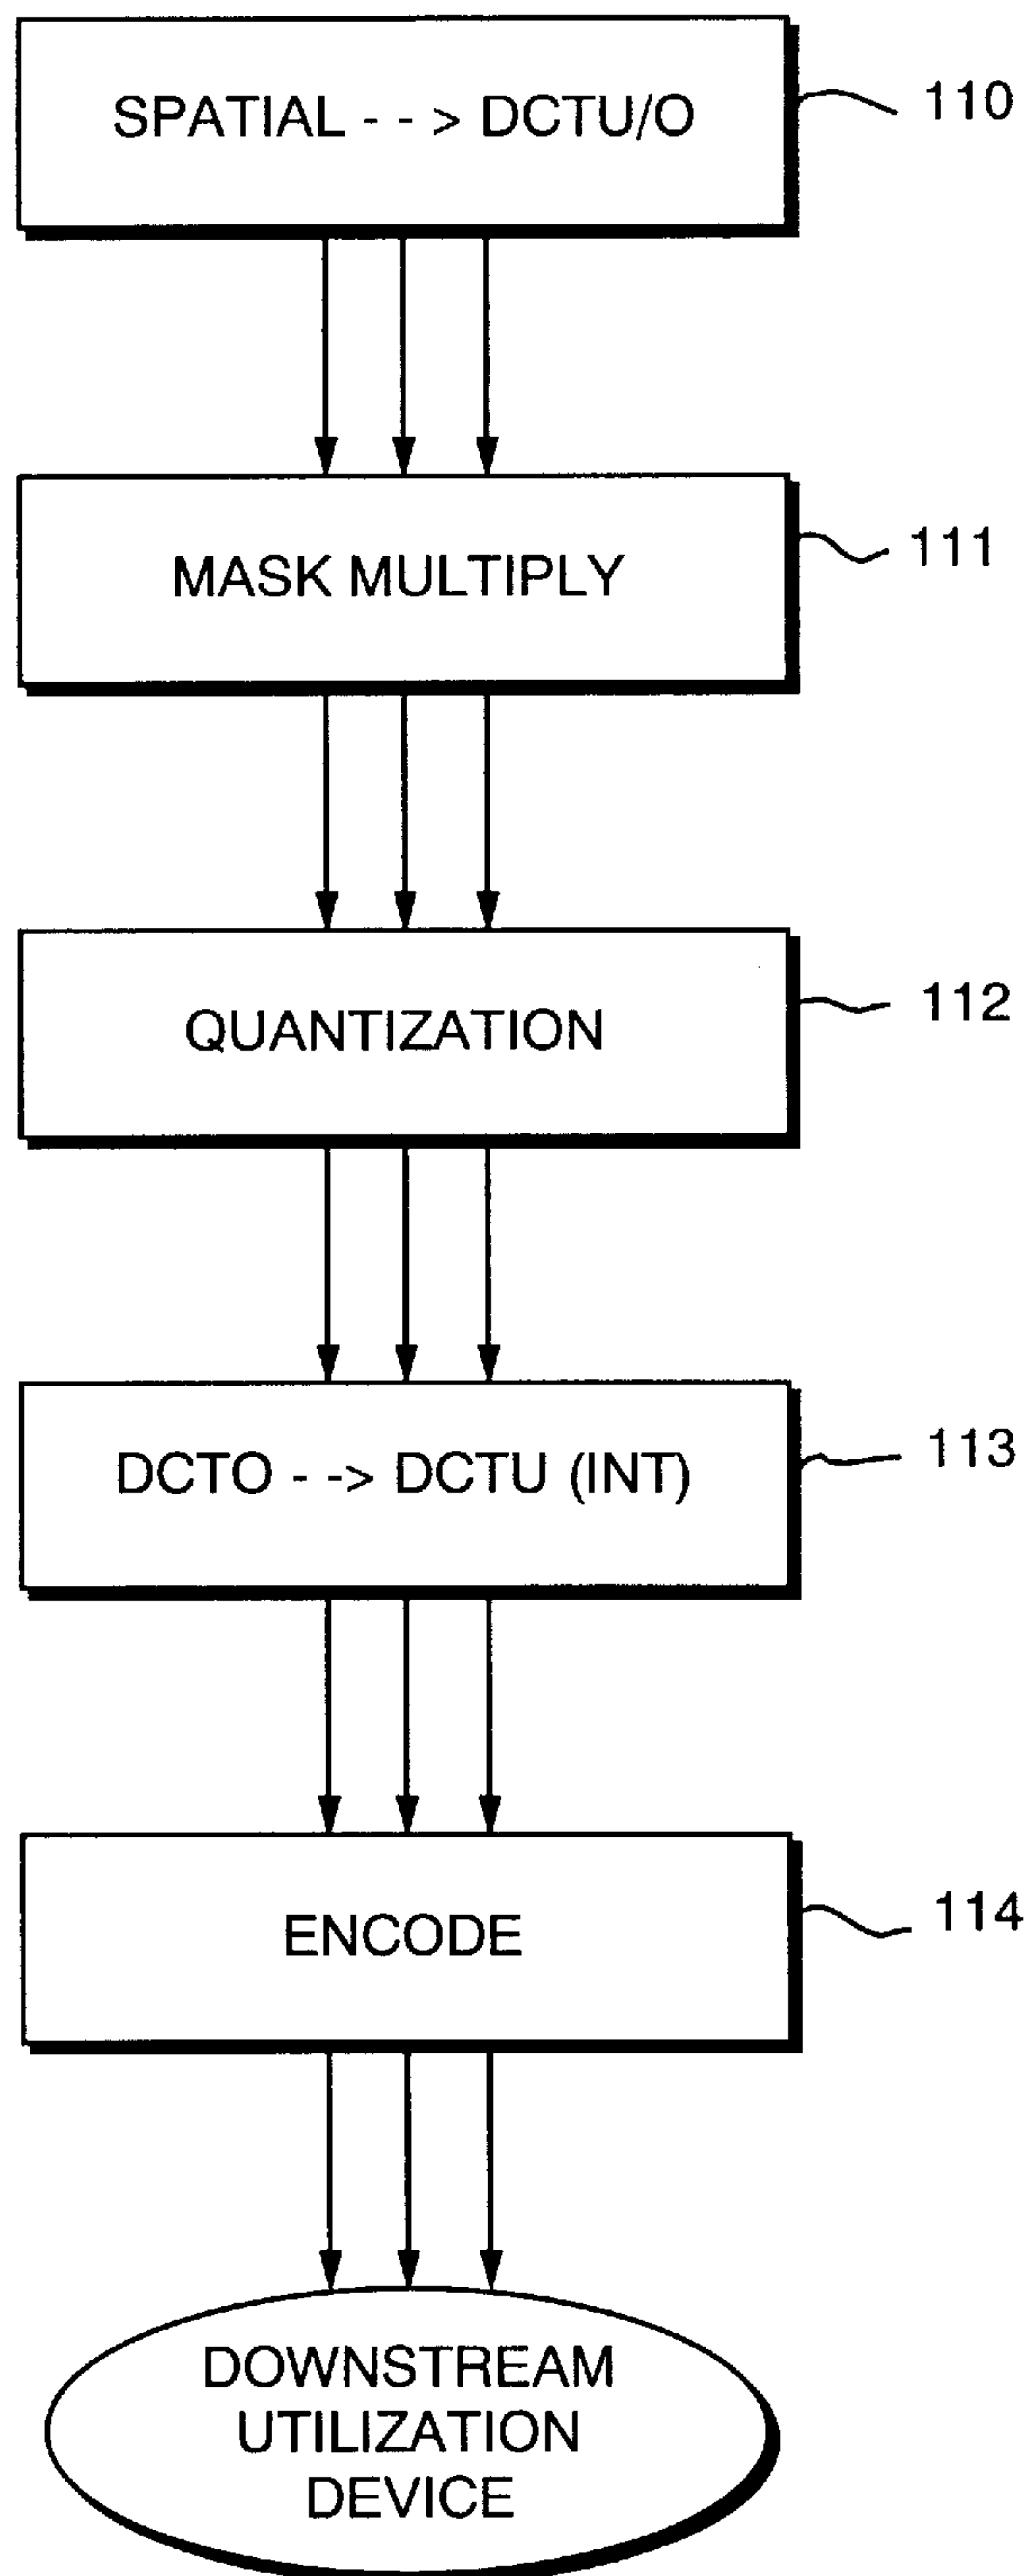 SPATIAL - - > DCTU/O
110
MASK MULTIPLY
111
QUANTIZATION
112
DCTO - -> DCTU (INT)
113
ENCODE
114
DOWNSTREAM
UTILIZATION
DEVICE